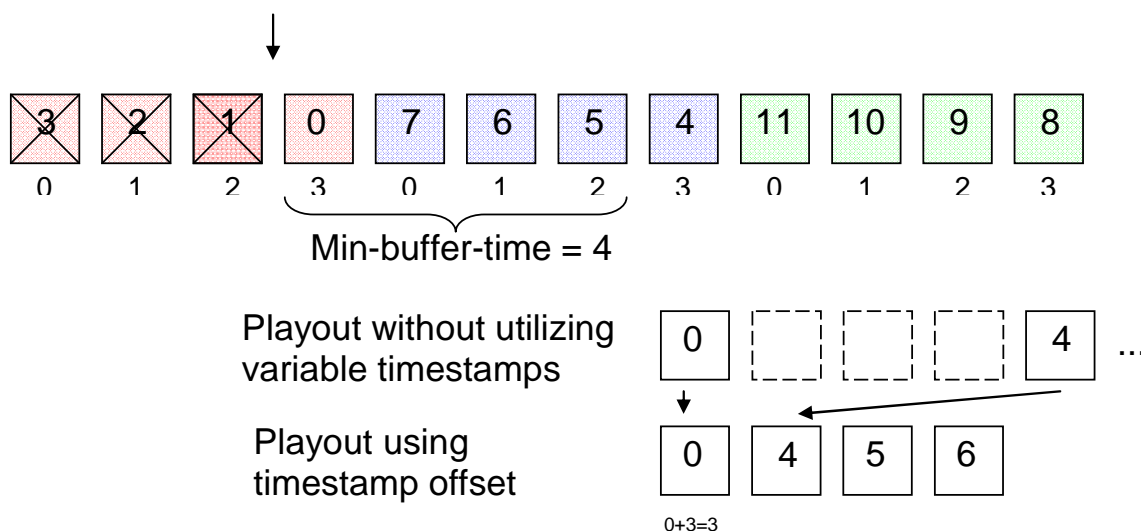 3 2 1 0 7 6 5 4 11 10 9 8
0 1 2 3 0 1 2 3 0 1 2 3
Min-buffer-time = 4
Playout without utilizing
variable timestamps
0 4 ...
Playout using
timestamp offset
0 4 5 6
0+3=3